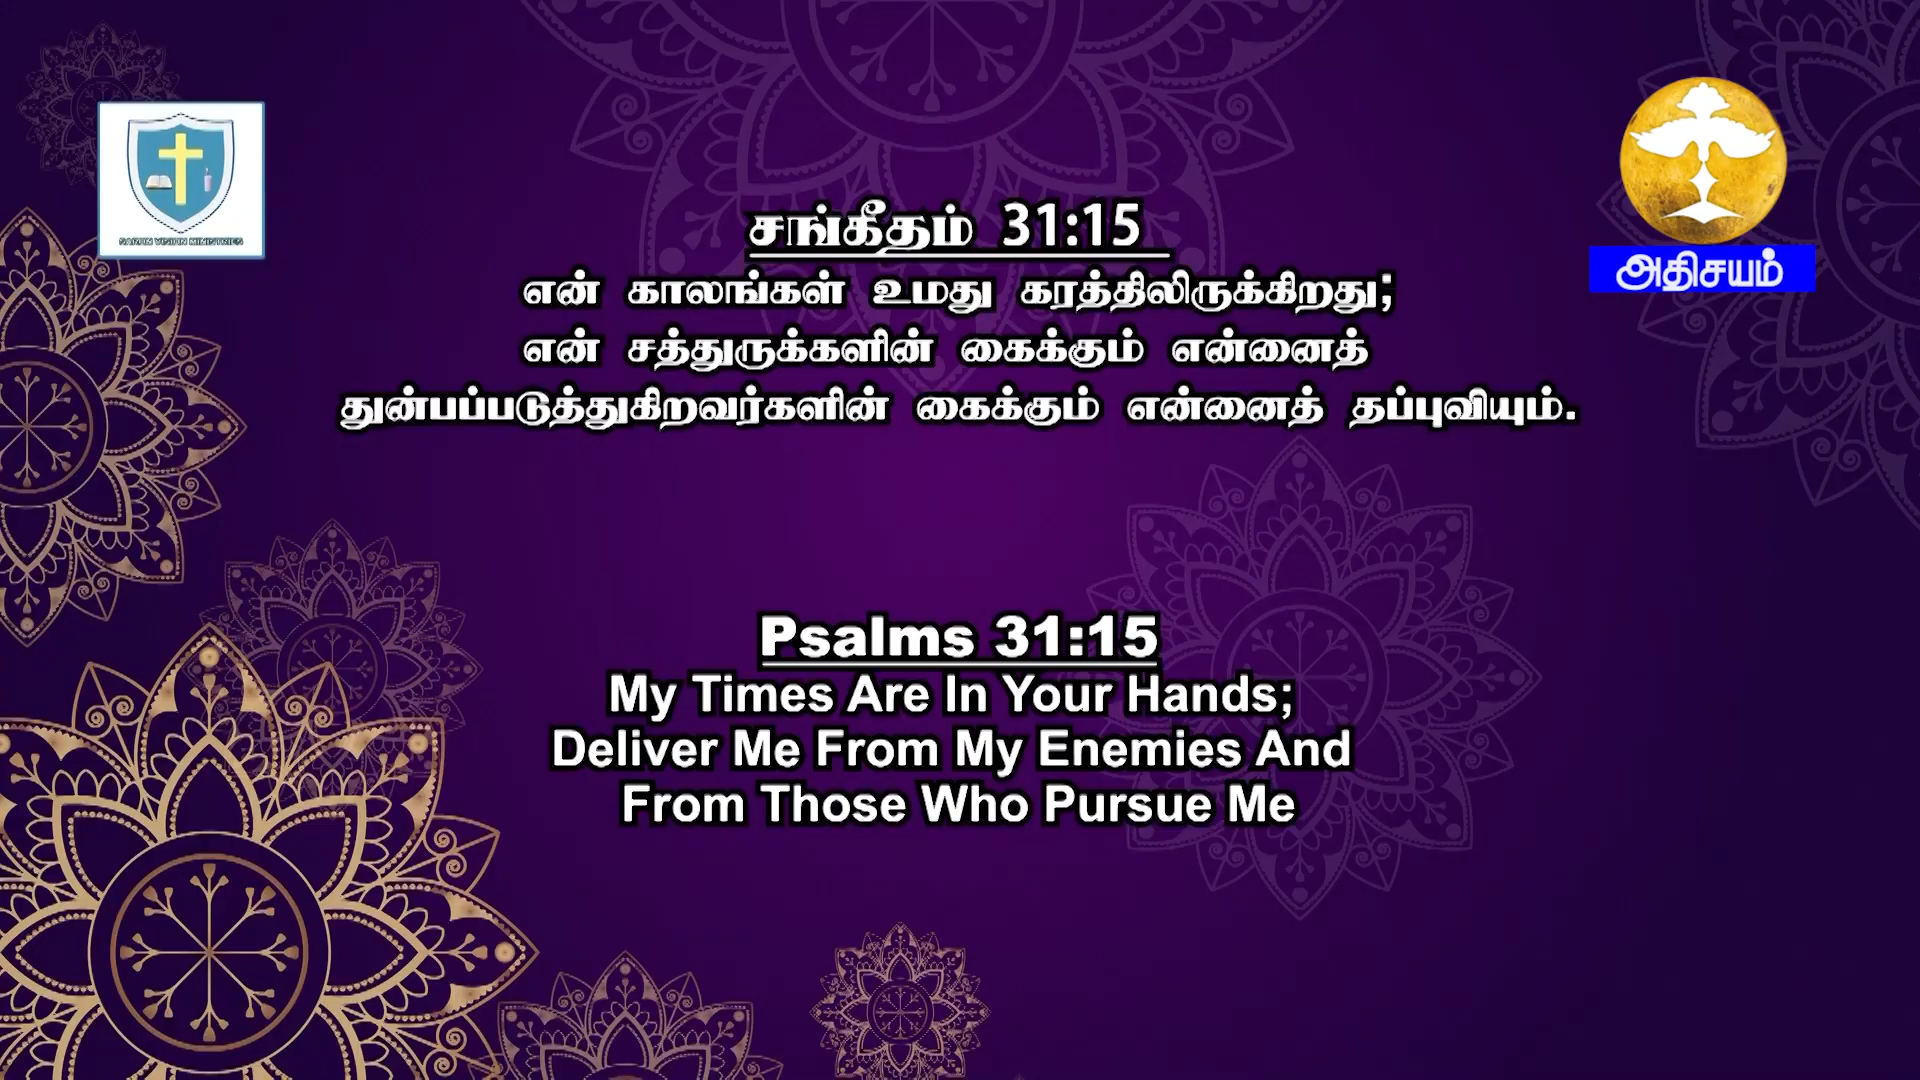 சங்கீதம் 31:15
என் காலங்கள் உமது கரத்திலிருக்கிறது;
என் சத்துருக்களின் கைக்கும் என்னைத்
துன்பப்படுத்துகிறவர்களின் கைக்கும் என்னைத் தப்புவியும்.
Psalms 31:15
My Times Are In Your Hands;
Deliver Me From My Enemies And
From Those Who Pursue Me
அதிசயம்